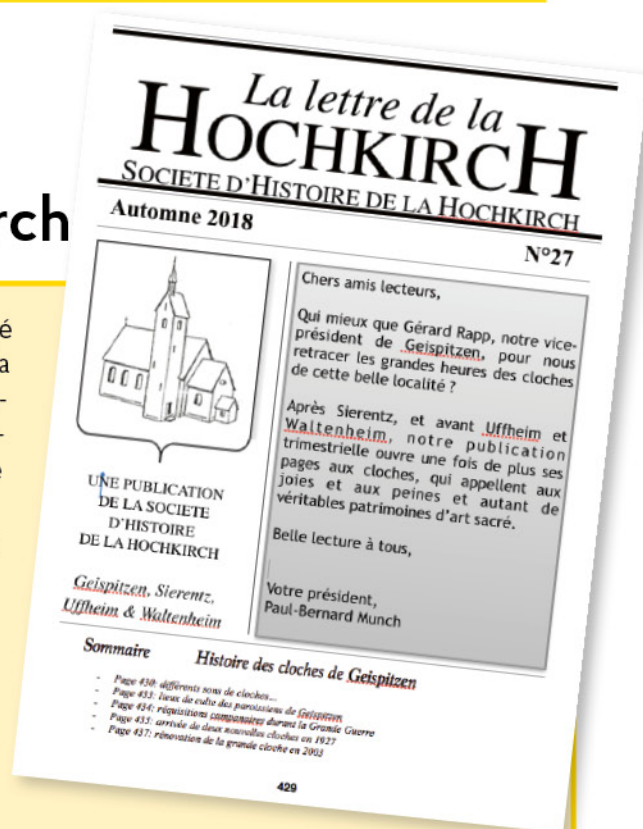 rch
é
a
-
-
e
La lettre de la
HOCHKIRCH
SOCIETE D'HISTOIRE DE LA HOCHKIRCH
Automne 2018
N°27
UNE PUBLICATION
DE LA SOCIETE
D'HISTOIRE
DE LA HOCHKIRCH
Geispitzen, Sierentz,
Uffheim & Waltenheim
Chers amis lecteurs,
Qui mieux que Gérard Rapp, notre vice-
président de Geispitzen, pour nous
retracer les grandes heures des cloches
de cette belle localité ?
Après Sierentz, et avant Uffheim et
Waltenheim, notre publication
trimestrielle ouvre une fois de plus ses
pages aux cloches, qui appellent aux
joies et aux peines et autant de
véritables patrimoines d'art sacré.
Belle lecture à tous,
Votre président,
Paul-Bernard Munch
Sommaire Histoire des cloches de Geispitzen
- Page 430: différents sons de cloches...
- Page 433: lieux de culte des paroissiens de Geispitzen
- Page 434: réquisitions campanaires durant la Grande Guerre
- Page 435: arrivée de deux nouvelles cloches en 1927
- Page 437: rénovation de la grande cloche en 2003
429